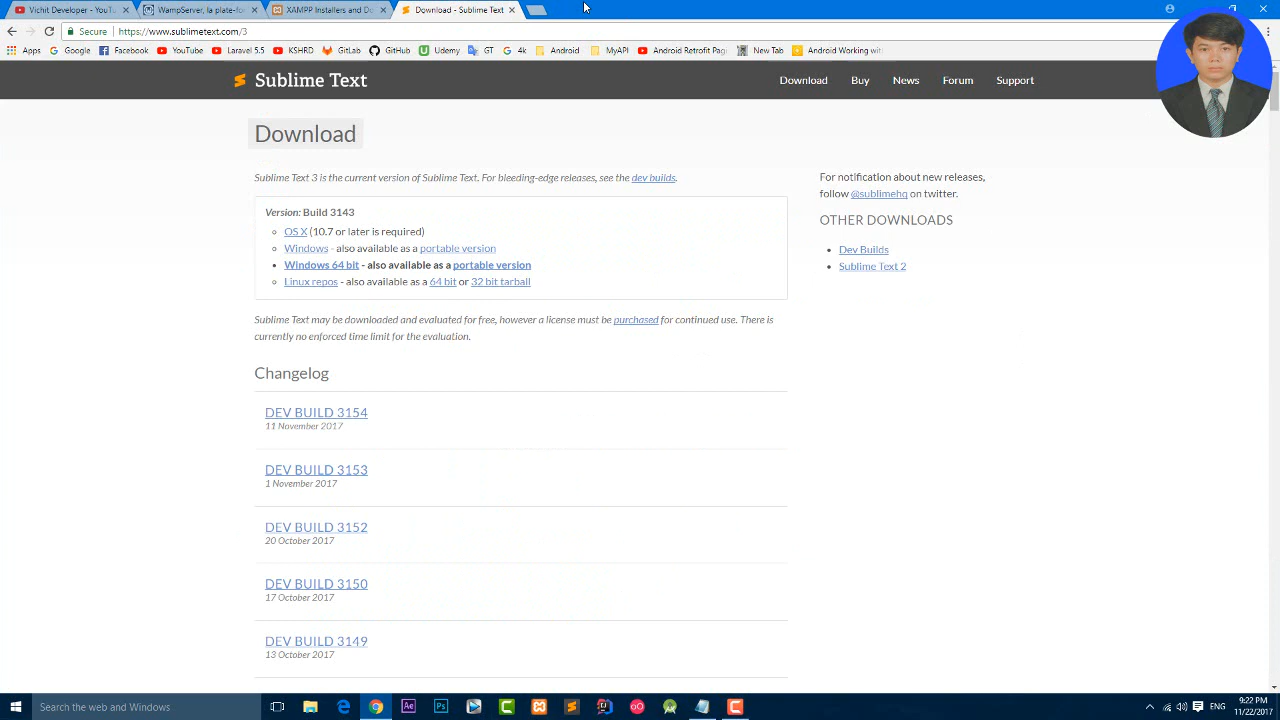 Vichit Developer - YouTu
WampServer, la plate-for
XAMPP Installers and Do
Download - Sublime Text
Secure
https://www.sublimetext.com/3
Apps
Google
Facebook
YouTube
Laravel 5.5
KSHRD
GitLab
GitHub
Udemy
GT
4k
Android
MyAPI
Android Retrofit Pag
New Tab
Android Working wit
Sublime Text
Download
Buy
News
Forum
Support
Download
Sublime Text 3 is the current version of Sublime Text. For bleeding-edge releases, see the dev builds.
Version: Build 3143
OS X (10.7 or later is required)
Windows - also available as a portable version
Windows 64 bit - also available as a portable version
Linux repos - also available as a 64 bit or 32 bit tarball
Sublime Text may be downloaded and evaluated for free, however a license must be purchased for continued use. There is
currently no enforced time limit for the evaluation.
For notification about new releases,
follow @sublimehq on twitter.
OTHER DOWNLOADS
Dev Builds
Sublime Text 2
Changelog
DEV BUILD 3154
11 November 2017
DEV BUILD 3153
1 November 2017
DEV BUILD 3152
20 October 2017
DEV BUILD 3150
17 October 2017
DEV BUILD 3149
13 October 2017
Search the web and Windows
Ae
Ps
ENG
9:22 PM
11/22/2017